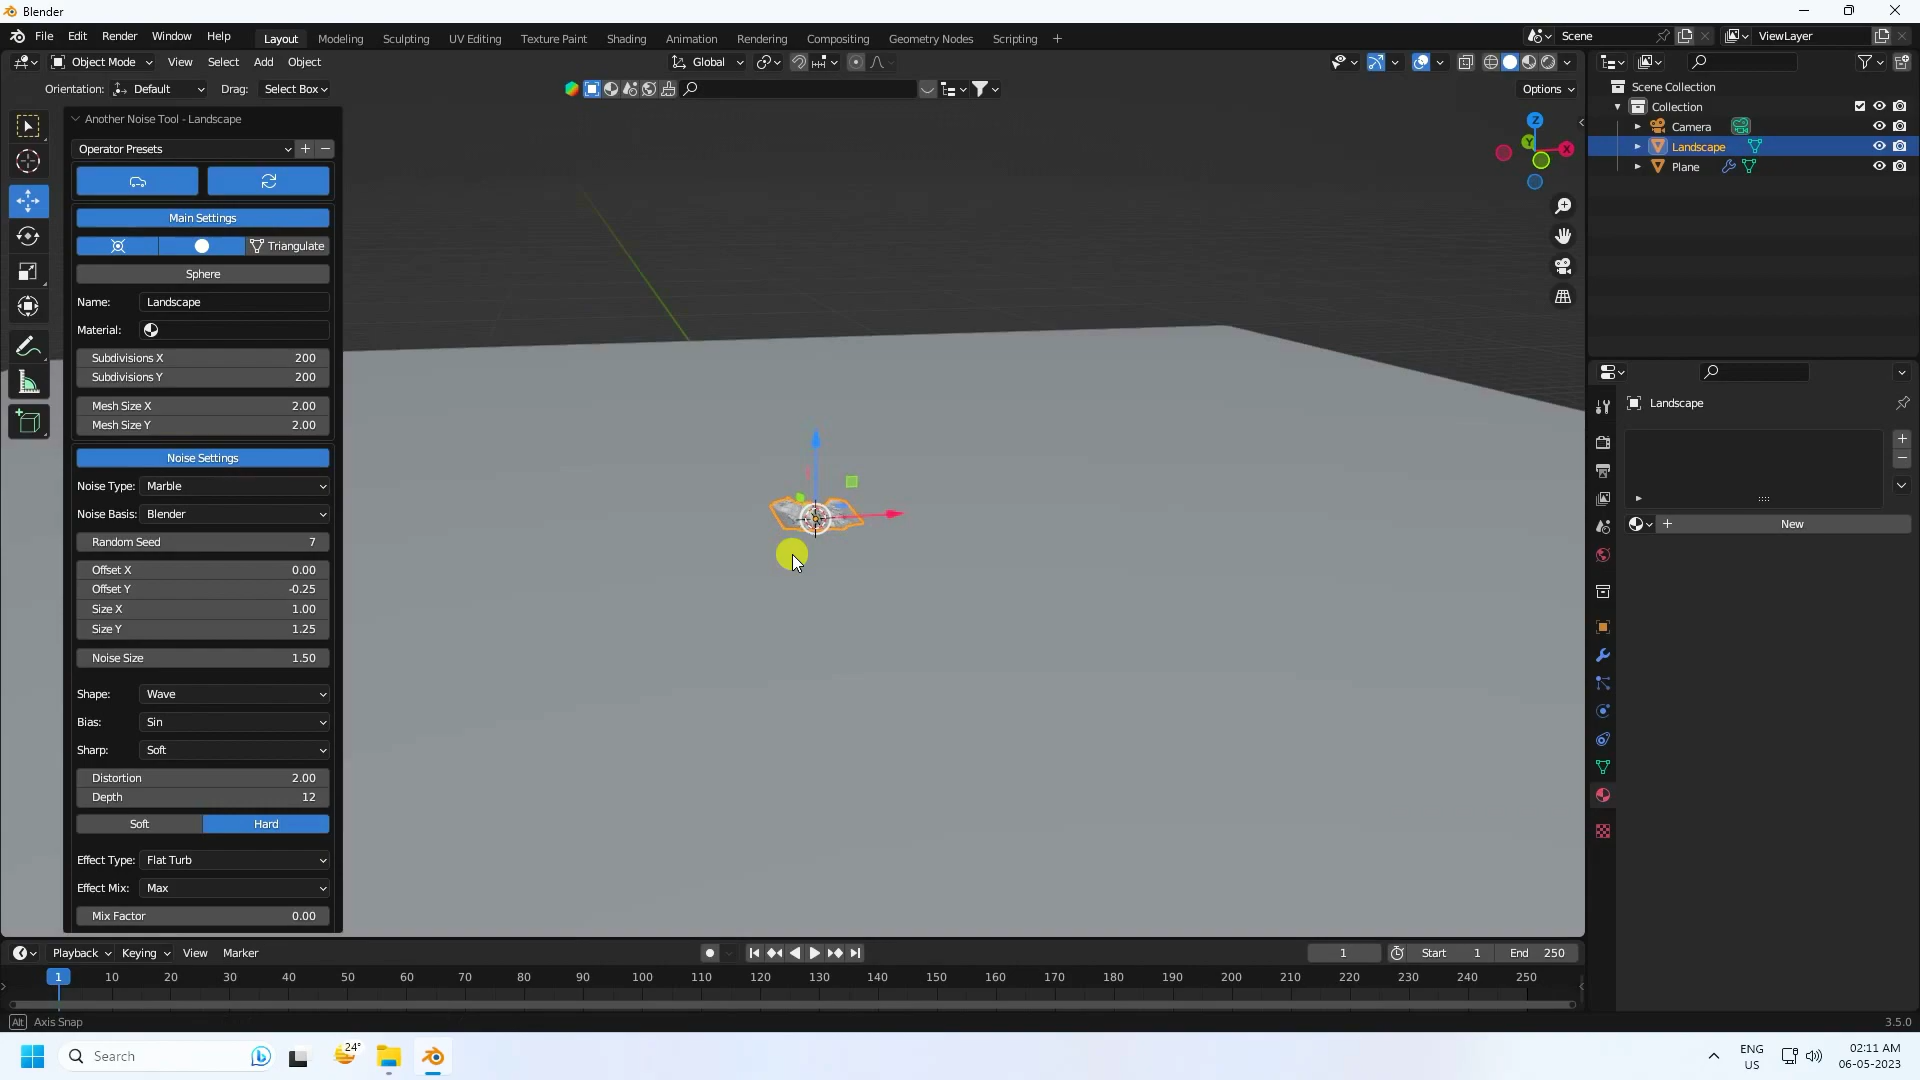 Blender
File Edit Render Window Help Layout Modeling Sculpting UV Editing Texture Paint Shading Animation Rendering Compositing Geometry Nodes Scripting + Scene ViewLayer
Object Mode View Select Add Object Global
Orientation: Default Drag: Select Box Options
Another Noise Tool - Landscape
Operator Presets
Main Settings
Triangulate
Sphere
Name: Landscape
Material:
Subdivisions X 200
Subdivisions Y 200
Mesh Size X 2.00
Mesh Size Y 2.00
Noise Settings
Noise Type: Marble
Noise Basis: Blender
Random Seed 7
Offset X 0.00
Offset Y -0.25
Size X 1.00
Size Y 1.25
Noise Size 1.50
Shape: Wave
Bias: Sin
Sharp: Soft
Distortion 2.00
Depth 12
Soft Hard
Effect Type: Flat Turb
Effect Mix: Max
Mix Factor 0.00
Z
Y
X
Scene Collection
Collection
Camera
Landscape
Plane
Landscape
+ New
Playback Keying View Marker 1 Start 1 End 250
1 10 20 30 40 50 60 70 80 90 100 110 120 130 140 150 160 170 180 190 200 210 220 230 240 250
Alt Axis Snap 3.5.0
Search 24° ENG US 02:11 AM
06-05-2023